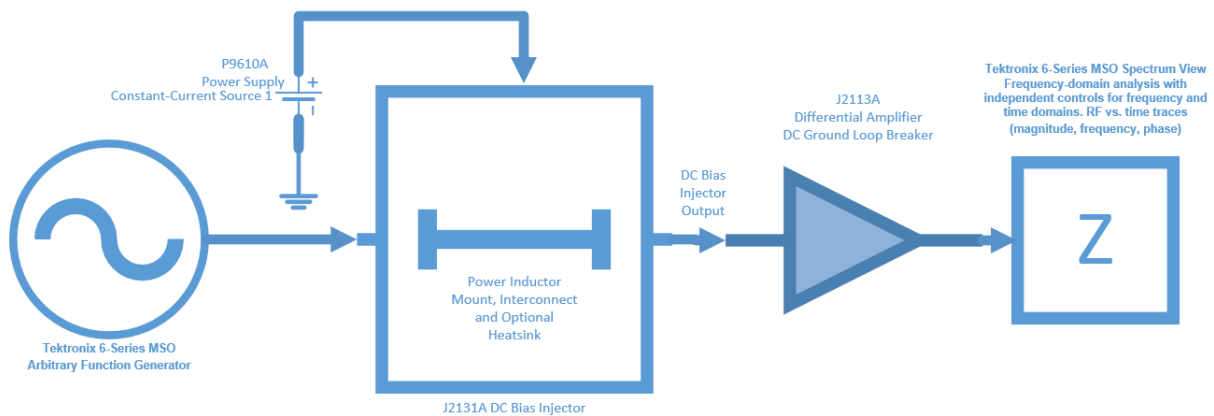 P9610A
Power Supply
Constant-Current Source 1
+
−
Tektronix 6-Series MSO
Arbitrary Function Generator
Power Inductor
Mount, Interconnect
and Optional
Heatsink
J2131A DC Bias Injector
DC Bias
Injector
Output
J2113A
Differential Amplifier
DC Ground Loop Breaker
Tektronix 6-Series MSO Spectrum View
Frequency-domain analysis with
independent controls for frequency and
time domains. RF vs. time traces
(magnitude, frequency, phase)
Z